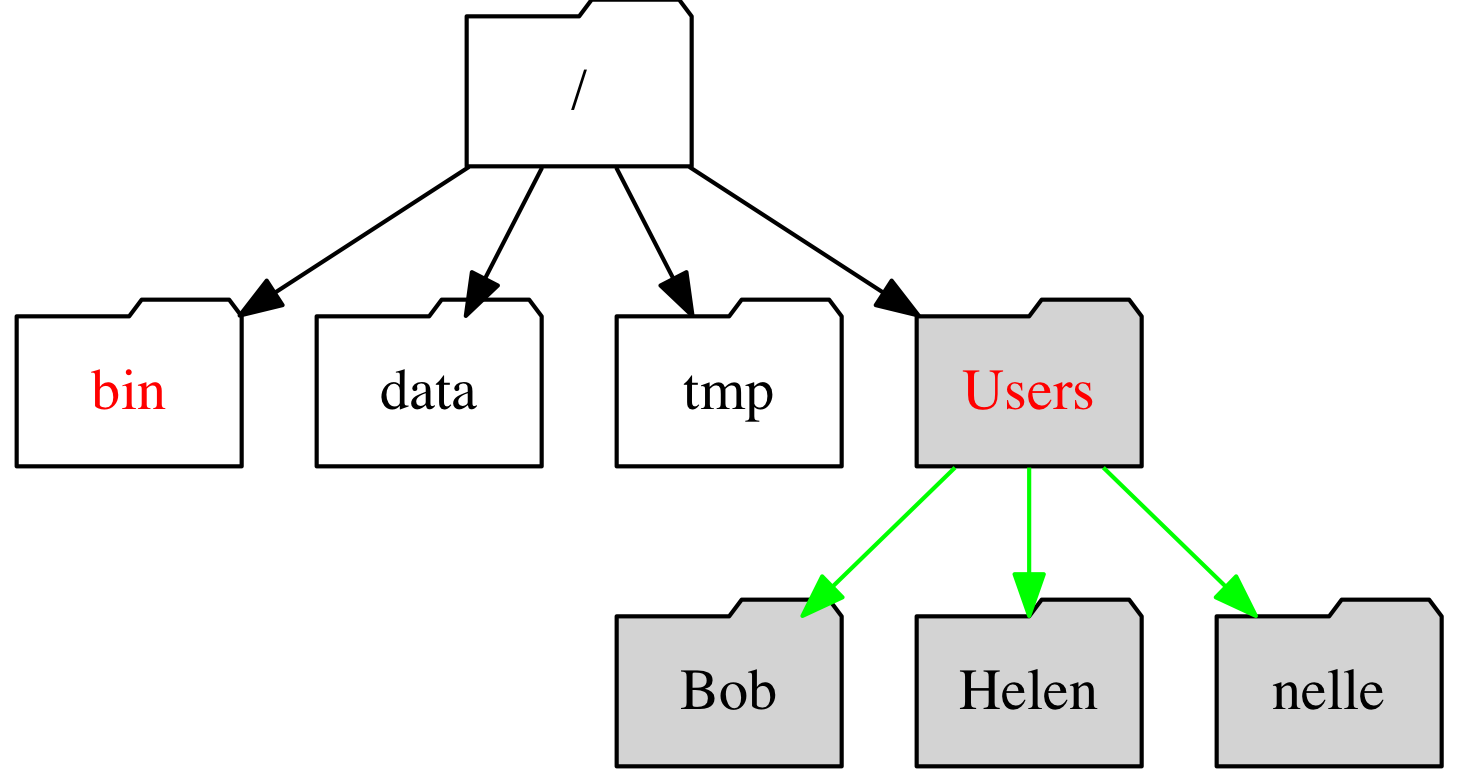 /
bin
data
tmp
Users
Bob
Helen
nelle